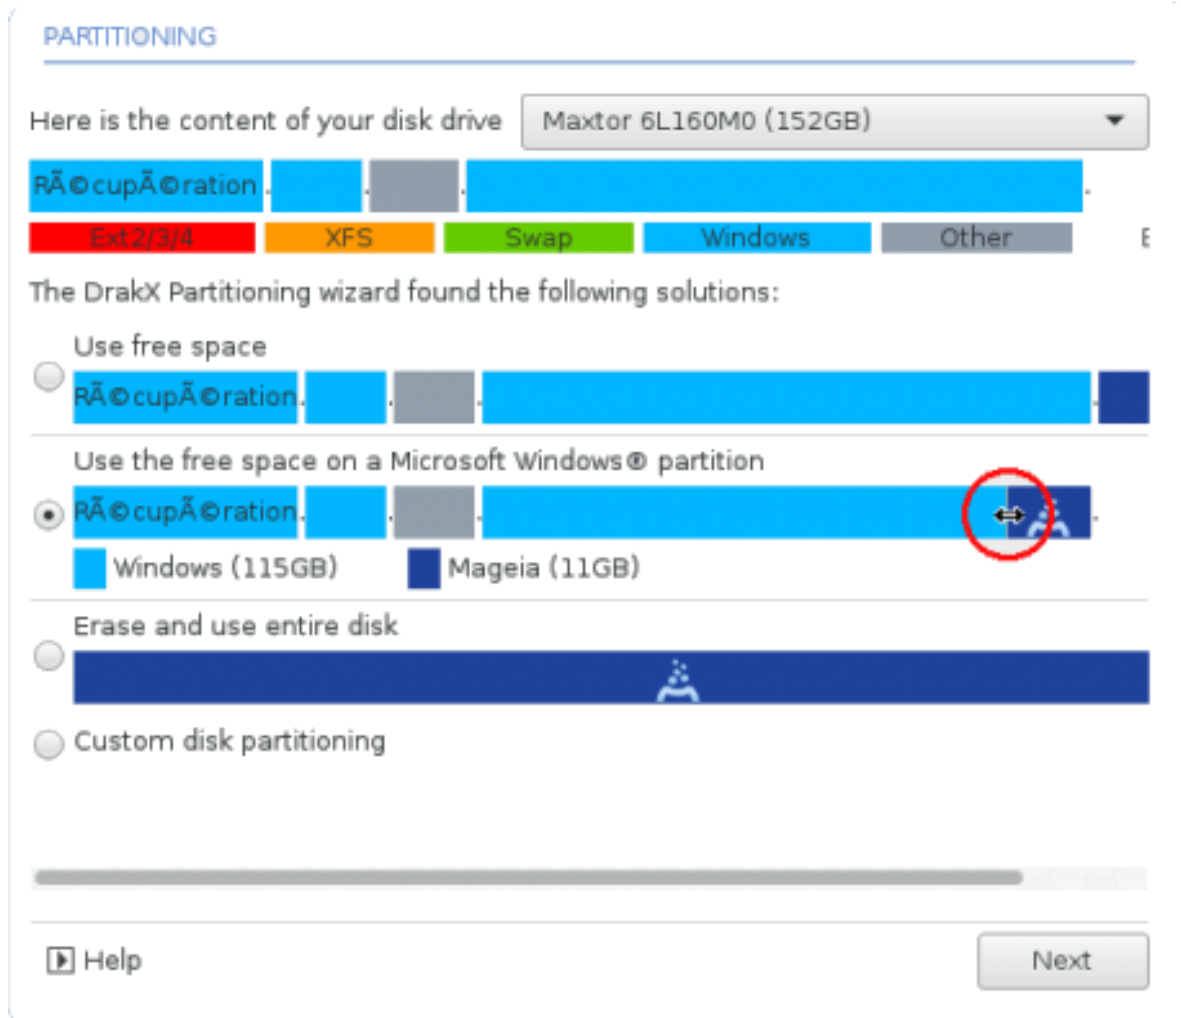 PARTITIONING
Here is the content of your disk drive Maxtor 6L160M0 (152GB)
RÃ©cupÃ©ration
Ext2/3/4 XFS Swap Windows Other
The DrakX Partitioning wizard found the following solutions:
Use free space
RÃ©cupÃ©ration
Use the free space on a Microsoft Windows® partition
RÃ©cupÃ©ration
Windows (115GB) Mageia (11GB)
Erase and use entire disk
Custom disk partitioning
Help Next